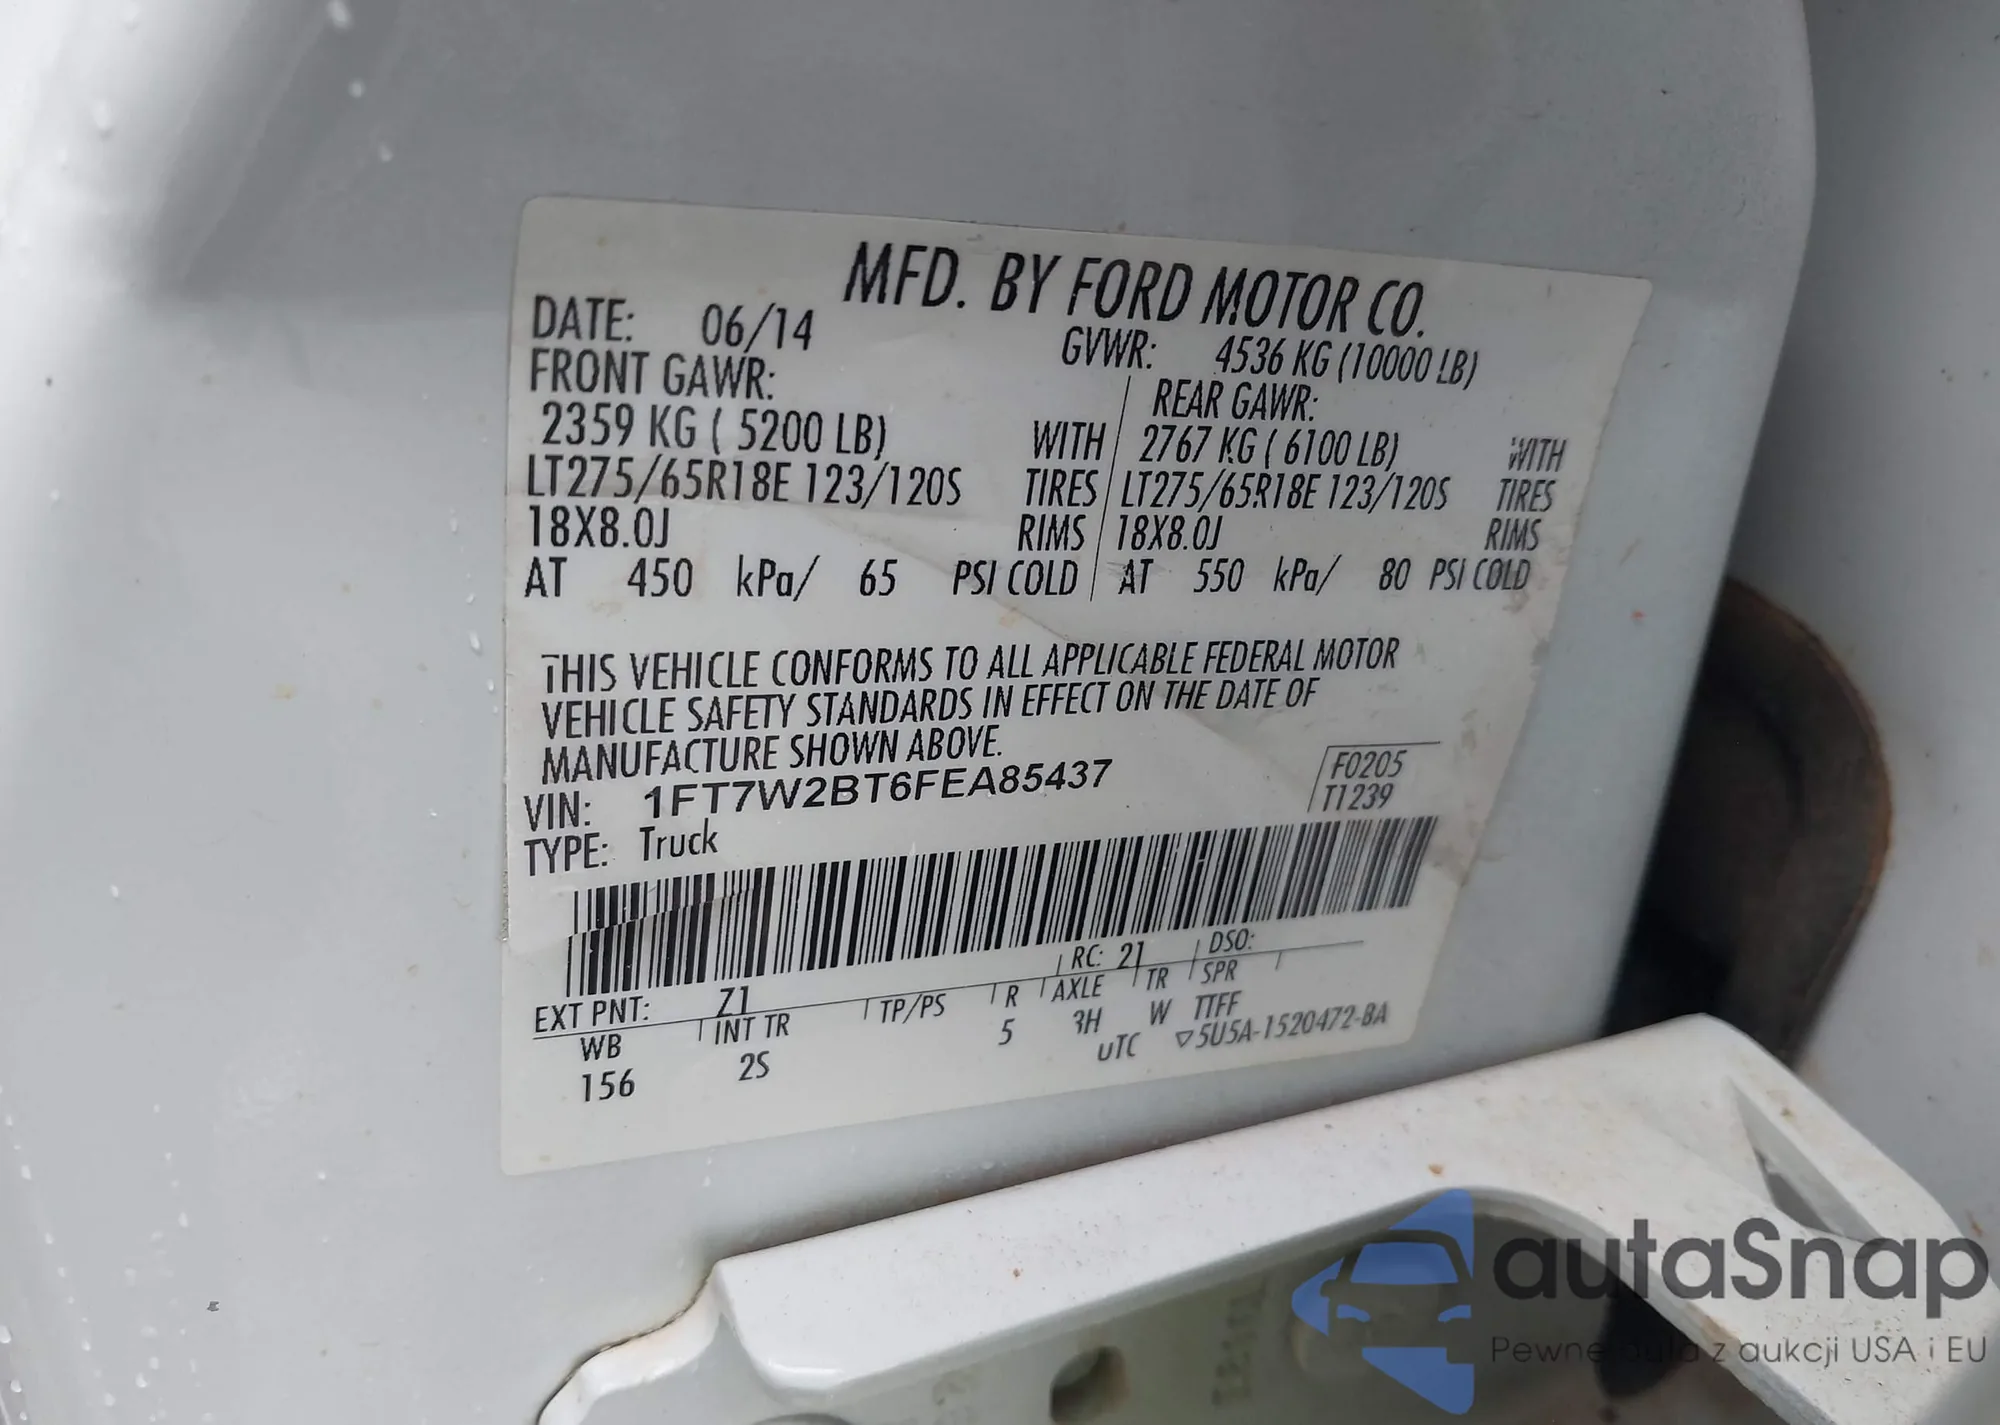 MFD. BY FORD MOTOR CO.
DATE: 06/14 GVWR: 4536 KG (10000 LB)
FRONT GAWR: REAR GAWR:
2359 KG ( 5200 LB) WITH 2767 KG ( 6100 LB) WITH
LT275/65R18E 123/120S TIRES LT275/65R18E 123/120S TIRES
18X8.0J RIMS 18X8.0J RIMS
AT 450 kPa/ 65 PSI COLD AT 550 kPa/ 80 PSI COLD
THIS VEHICLE CONFORMS TO ALL APPLICABLE FEDERAL MOTOR
VEHICLE SAFETY STANDARDS IN EFFECT ON THE DATE OF
MANUFACTURE SHOWN ABOVE.
VIN: 1FT7W2BT6FEA85437
TYPE: Truck
F0205
T1239
EXT PNT: Z1 RC: 21 DSO:
WB INT TR TP/PS R AXLE TR SPR
156 2S 5 3H W TTFF
UTC ▽5U5A-1520472-BA
autaSnap
Pewne auta z aukcji USA i EU